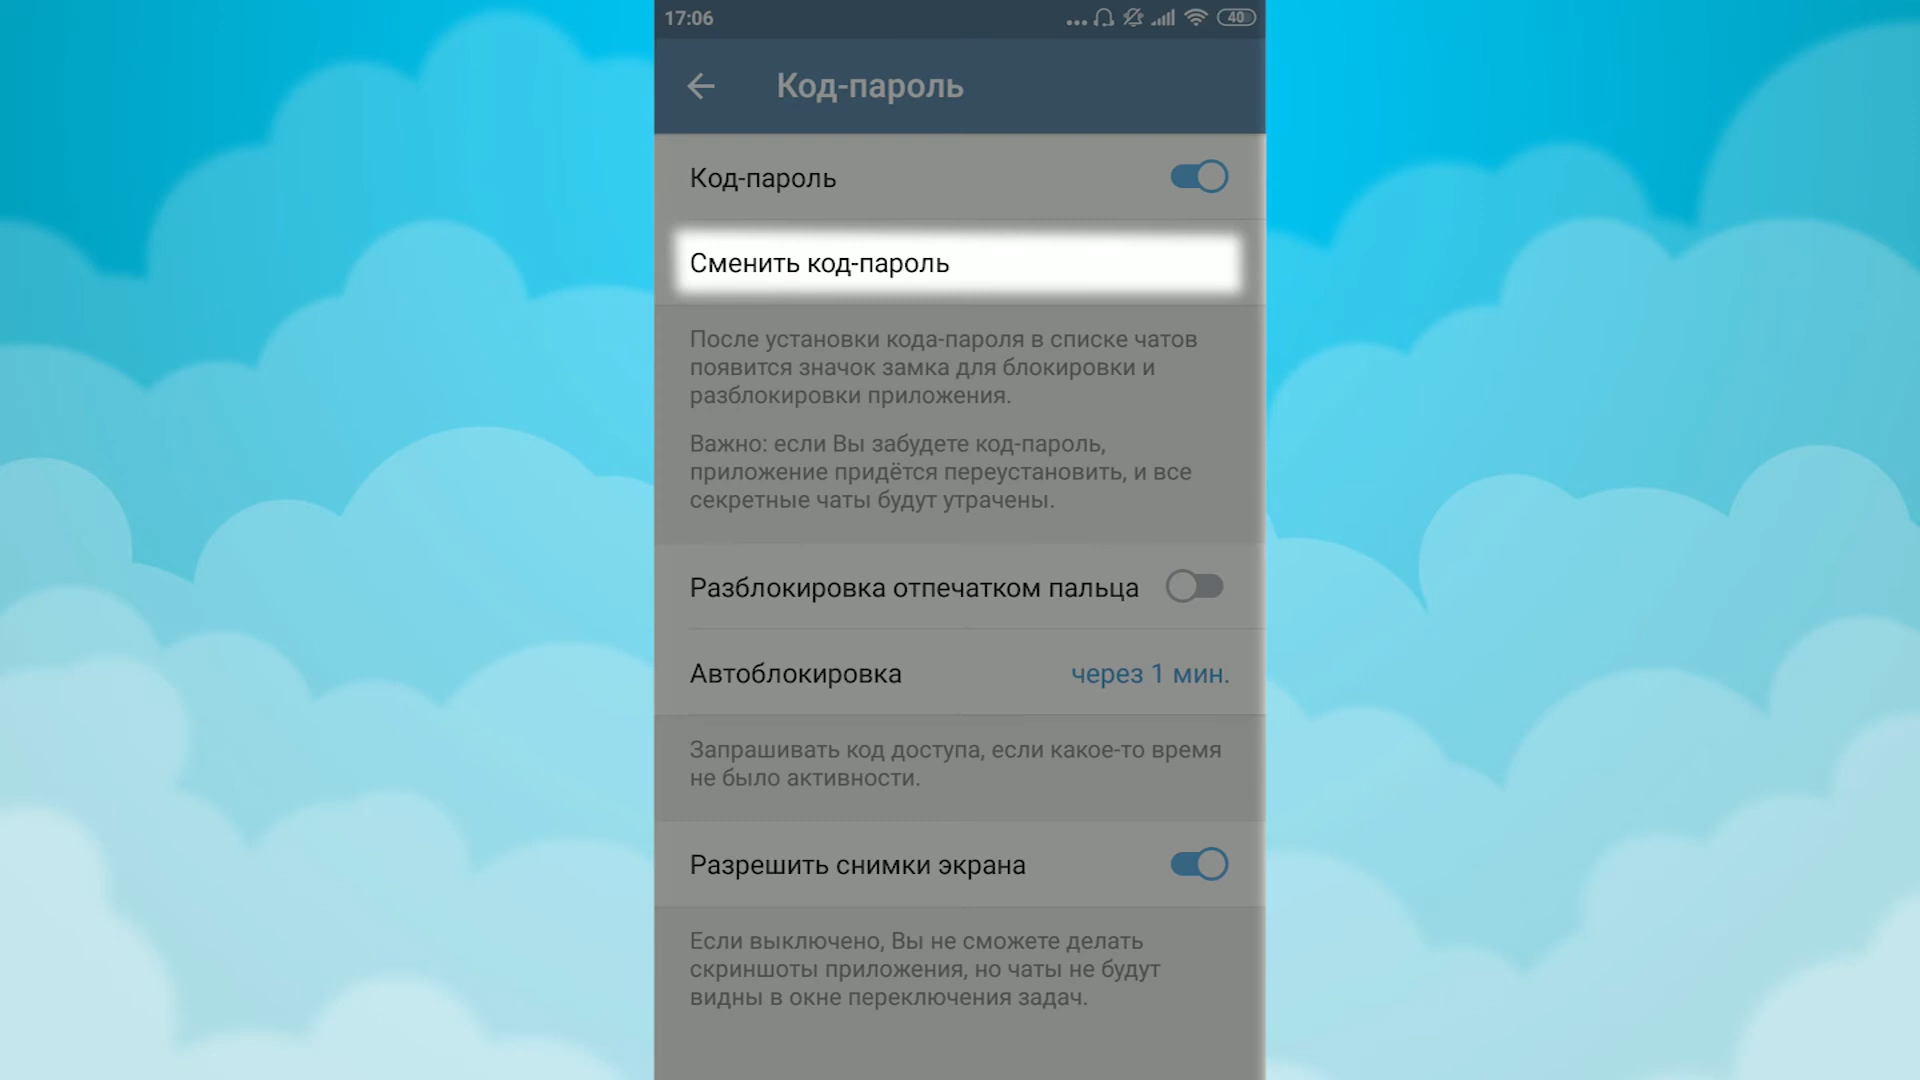 17:06
40
Код-пароль
Код-пароль
Сменить код-пароль
После установки кода-пароля в списке чатов
появится значок замка для блокировки и
разблокировки приложения.
Важно: если Вы забудете код-пароль,
приложение придётся переустановить, и все
секретные чаты будут утрачены.
Разблокировка отпечатком пальца
Автоблокировка через 1 мин.
Запрашивать код доступа, если какое-то время
не было активности.
Разрешить снимки экрана
Если выключено, Вы не сможете делать
скриншоты приложения, но чаты не будут
видны в окне переключения задач.